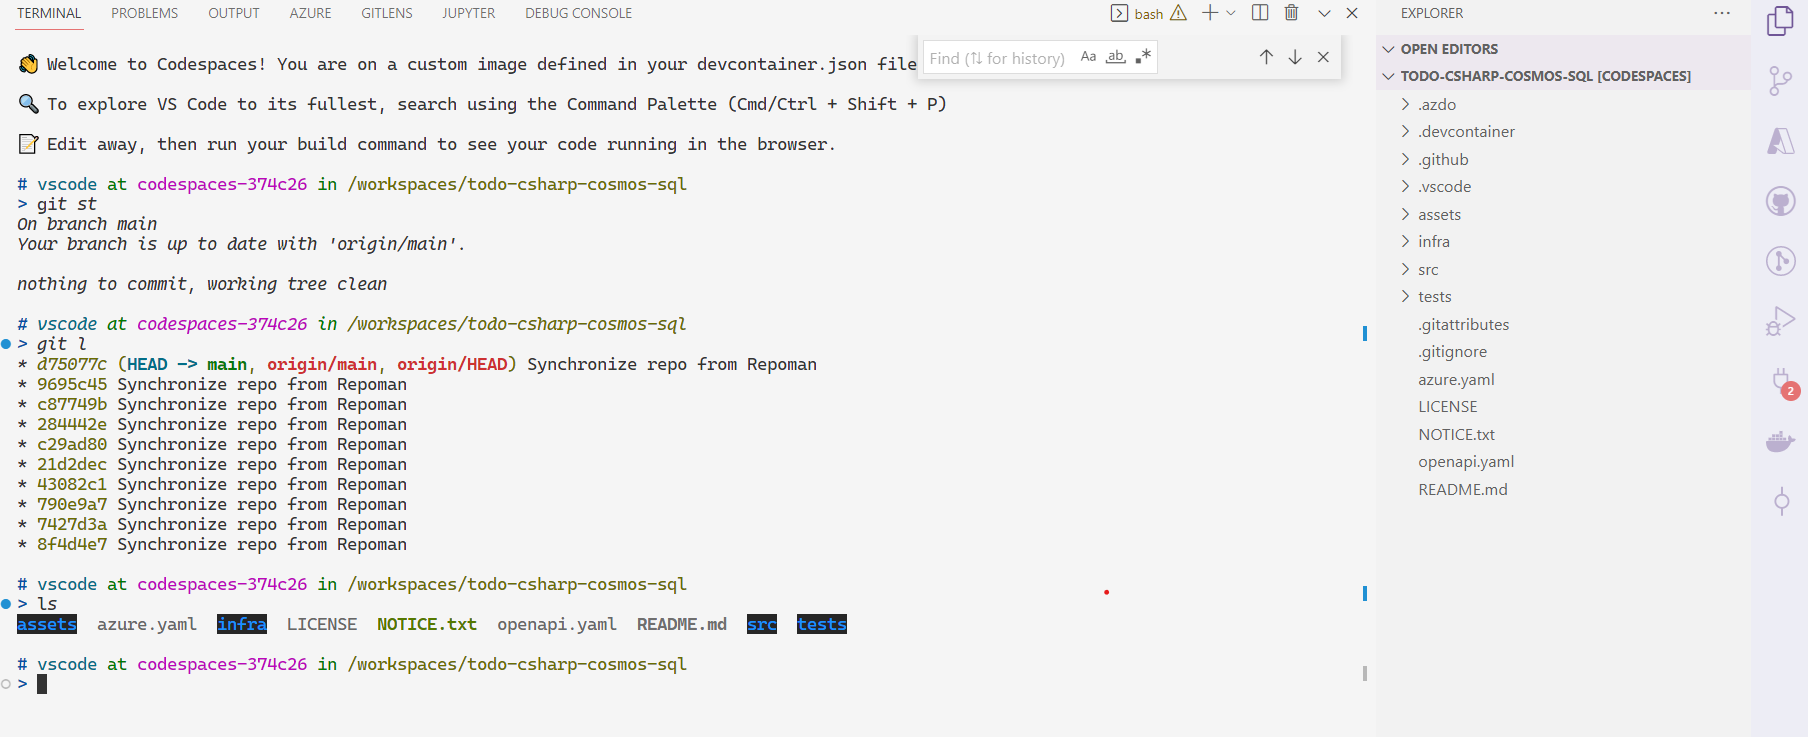 TERMINAL PROBLEMS OUTPUT AZURE GITLENS JUPYTER DEBUG CONSOLE
bash
Find (⇅ for history)
Aa ab .*
👋 Welcome to Codespaces! You are on a custom image defined in your devcontainer.json file
🔍 To explore VS Code to its fullest, search using the Command Palette (Cmd/Ctrl + Shift + P)
📝 Edit away, then run your build command to see your code running in the browser.
# vscode at codespaces-374c26 in /workspaces/todo-csharp-cosmos-sql
> git st
On branch main
Your branch is up to date with 'origin/main'.
nothing to commit, working tree clean
# vscode at codespaces-374c26 in /workspaces/todo-csharp-cosmos-sql
> git l
* d75077c (HEAD -> main, origin/main, origin/HEAD) Synchronize repo from Repoman
* 9695c45 Synchronize repo from Repoman
* c87749b Synchronize repo from Repoman
* 284442e Synchronize repo from Repoman
* c29ad80 Synchronize repo from Repoman
* 21d2dec Synchronize repo from Repoman
* 43082c1 Synchronize repo from Repoman
* 790e9a7 Synchronize repo from Repoman
* 7427d3a Synchronize repo from Repoman
* 8f4d4e7 Synchronize repo from Repoman
# vscode at codespaces-374c26 in /workspaces/todo-csharp-cosmos-sql
> ls
assets azure.yaml infra LICENSE NOTICE.txt openapi.yaml README.md src tests
# vscode at codespaces-374c26 in /workspaces/todo-csharp-cosmos-sql
>
EXPLORER
OPEN EDITORS
TODO-CSHARP-COSMOS-SQL [CODESPACES]
.azdo
.devcontainer
.github
.vscode
assets
infra
src
tests
.gitattributes
.gitignore
azure.yaml
LICENSE
NOTICE.txt
openapi.yaml
README.md
2